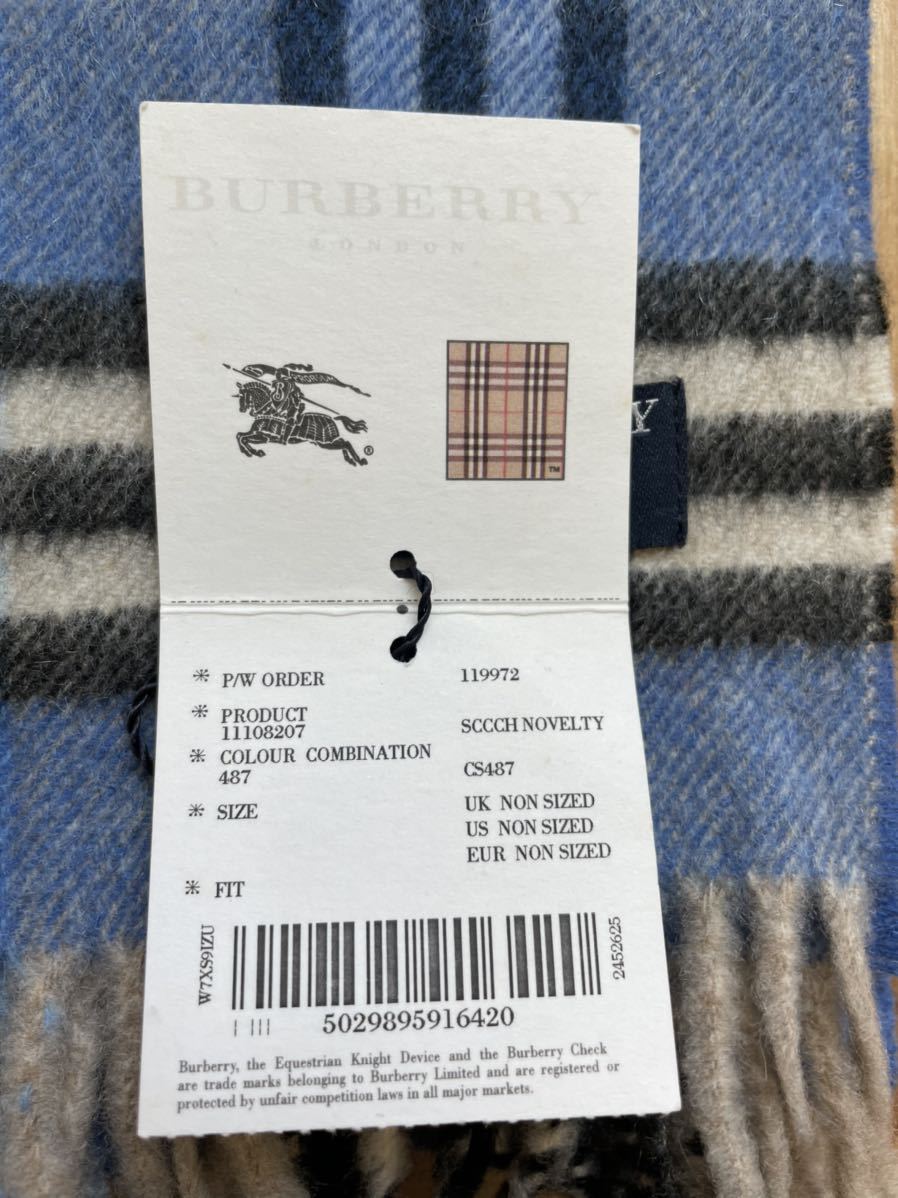 BURBERRY
LONDON
PRORSUM
®
TM
Y
* P/W ORDER 119972
* PRODUCT
11108207 SCCCH NOVELTY
* COLOUR COMBINATION
487 CS487
* SIZE UK NON SIZED
US NON SIZED
EUR NON SIZED
* FIT
W7XS9IZU
2452625
5029895916420
Burberry, the Equestrian Knight Device and the Burberry Check
are trade marks belonging to Burberry Limited and are registered or
protected by unfair competition laws in all major markets.